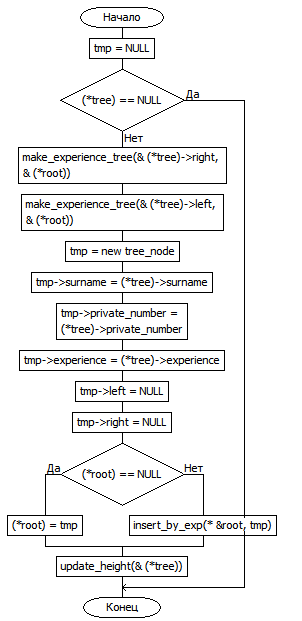 Начало
tmp = NULL
(*tree) == NULL
Да
Нет
make_experience_tree(& (*tree)->right,
& (*root))
make_experience_tree(& (*tree)->left,
& (*root))
tmp = new tree_node
tmp->surname = (*tree)->surname
tmp->private_number =
(*tree)->private_number
tmp->experience = (*tree)->experience
tmp->left = NULL
tmp->right = NULL
Да
(*root) == NULL
Нет
(*root) = tmp
insert_by_exp(* &root, tmp)
update_height(& (*tree))
Конец